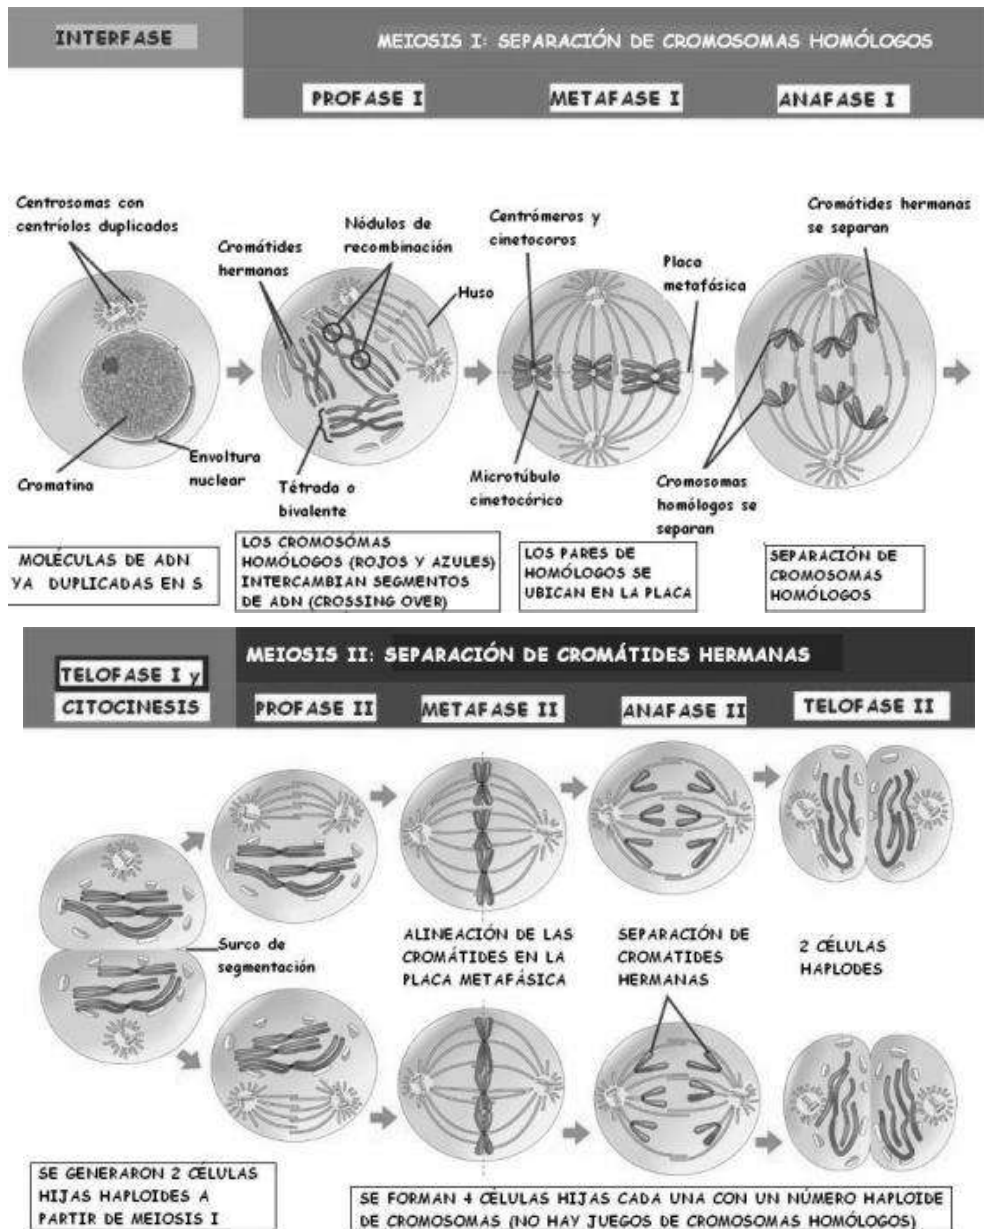 INTERFASE
MEIOSIS I: SEPARACIÓN DE CROMOSOMAS HOMÓLOGOS
PROFASE I
METAFASE I
ANAFASE I
Centrosomas con
centríolos duplicados
Cromátides
hermanas
Nódulos de
recombinación
Huso
Centrómeros y
cinetocoros
Placa
metafásica
Cromátides hermanas
se separan
Cromatina
Envoltura
nuclear
Tétrada o
bivalente
Microtúbulo
cinetocórico
Cromosomas
homólogos se
separan
MOLÉCULAS DE ADN
YA DUPLICADAS EN S
LOS CROMOSÓMAS
HOMÓLOGOS (ROJOS Y AZULES)
INTERCAMBIAN SEGMENTOS
DE ADN (CROSSING OVER)
LOS PARES DE
HOMÓLOGOS SE
UBICAN EN LA PLACA
SEPARACIÓN DE
CROMOSOMAS
HOMÓLOGOS
TELOFASE I y
CITOCINESIS
MEIOSIS II: SEPARACIÓN DE CROMÁTIDES HERMANAS
PROFASE II
METAFASE II
ANAFASE II
TELOFASE II
Surco de
segmentación
ALINEACIÓN DE LAS
CROMÁTIDES EN LA
PLACA METAFÁSICA
SEPARACIÓN DE
CROMATIDES
HERMANAS
2 CÉLULAS
HAPLODES
SE GENERARON 2 CÉLULAS
HIJAS HAPLOIDES A
PARTIR DE MEIOSIS I
SE FORMAN 4 CÉLULAS HIJAS CADA UNA CON UN NÚMERO HAPLOIDE
DE CROMOSOMAS (NO HAY JUEGOS DE CROMOSOMAS HOMÓLOGOS)